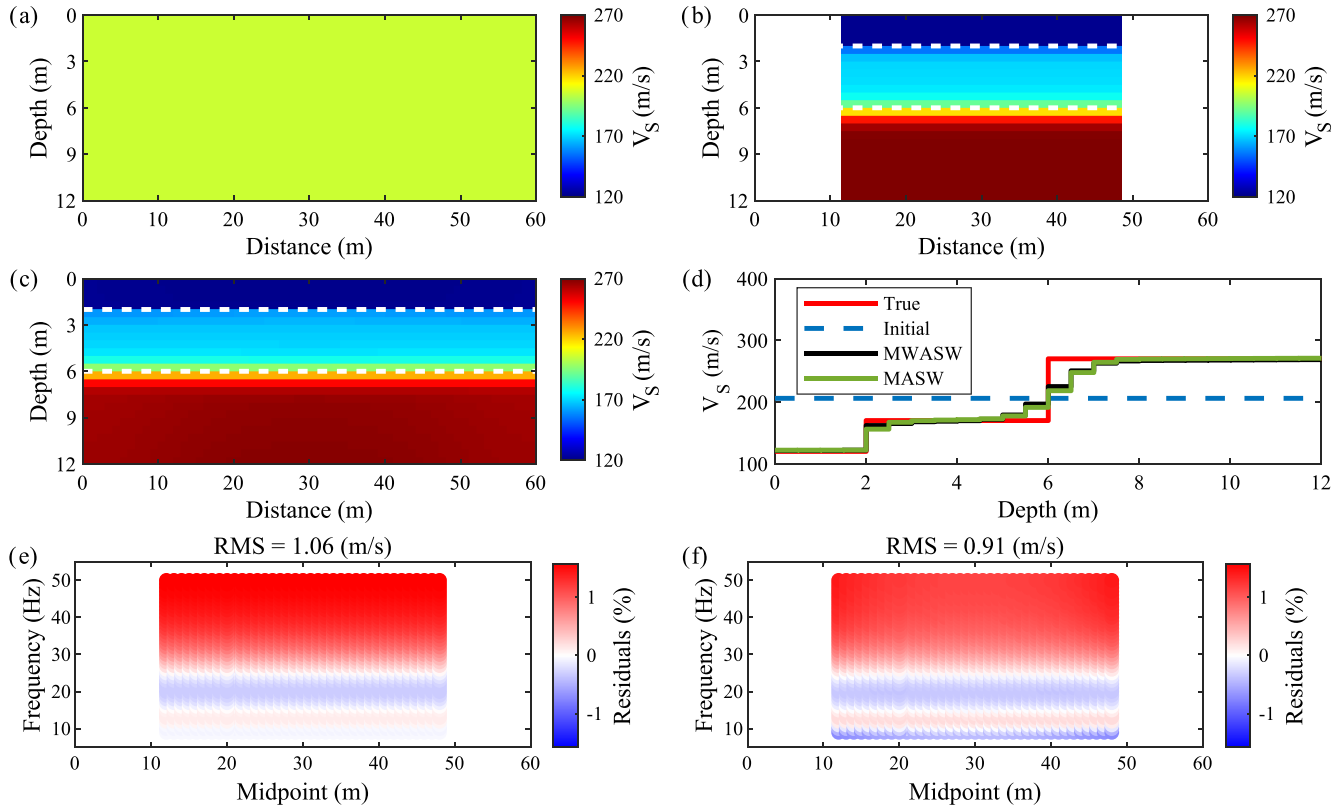 (a)
0
3
6
9
12
Depth (m)
0 10 20 30 40 50 60
Distance (m)
270
220
170
120
V_S (m/s)
(b)
0
3
6
9
12
Depth (m)
0 10 20 30 40 50 60
Distance (m)
270
220
170
120
V_S (m/s)
(c)
0
3
6
9
12
Depth (m)
0 10 20 30 40 50 60
Distance (m)
270
220
170
120
V_S (m/s)
(d)
400
300
200
100
V_S (m/s)
True
Initial
MWASW
MASW
0 2 4 6 8 10 12
Depth (m)
(e)
RMS = 1.06 (m/s)
50
40
30
20
10
Frequency (Hz)
0 10 20 30 40 50 60
Midpoint (m)
1
0
-1
Residuals (%)
(f)
RMS = 0.91 (m/s)
50
40
30
20
10
Frequency (Hz)
0 10 20 30 40 50 60
Midpoint (m)
1
0
-1
Residuals (%)